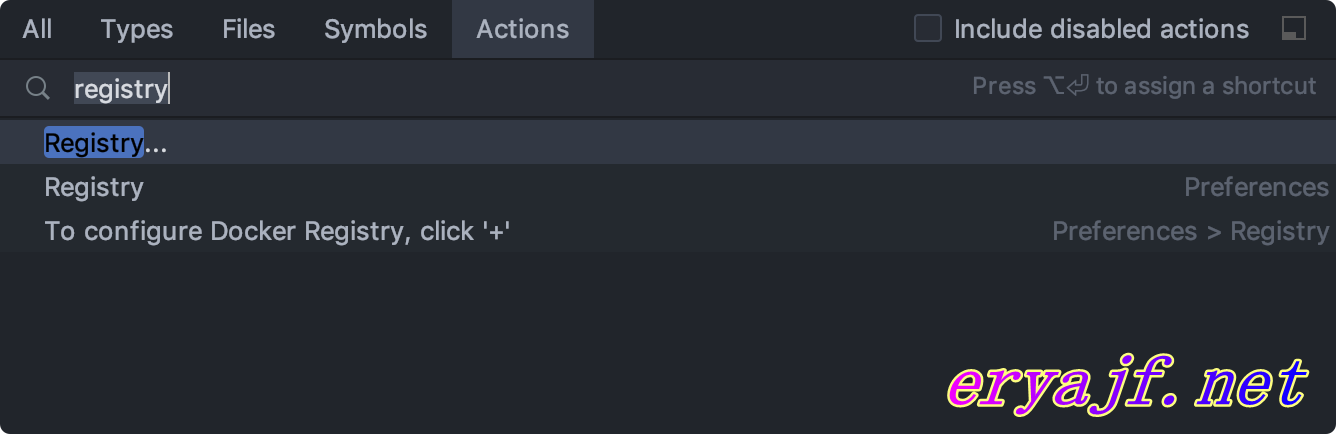 All Types Files Symbols Actions Include disabled actions
registry Press ⌥⏎ to assign a shortcut
Registry...
Registry Preferences
To configure Docker Registry, click '+' Preferences > Registry
eryajf.net